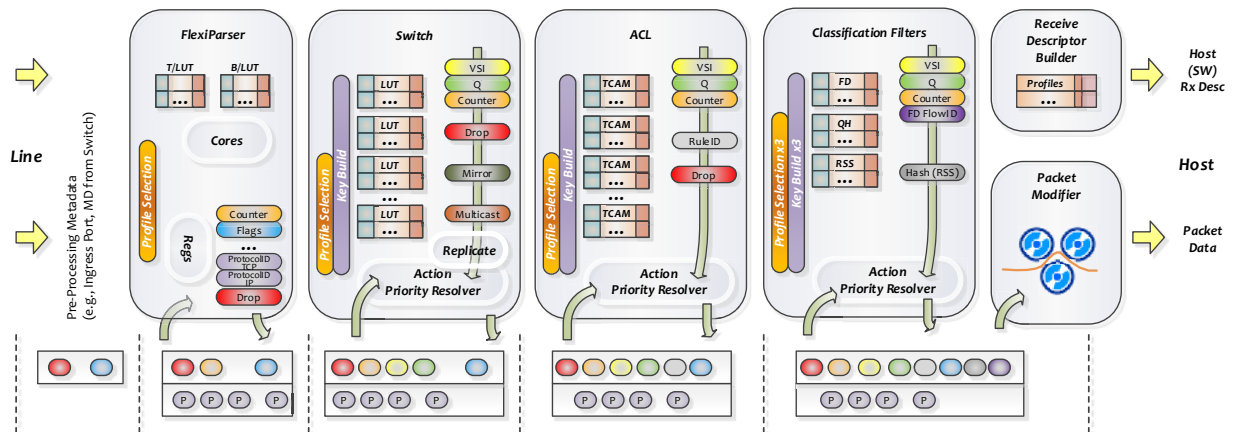 Line
Pre-Processing Metadata
(e.g., Ingress Port, MD from Switch)
FlexiParser
T/LUT
B/LUT
...
...
Cores
Profile Selection
Regs
Counter
Flags
...
ProtocolID
TCP
ProtocolID
IP
Drop
Switch
Profile Selection
Key Build
LUT
...
LUT
...
LUT
...
...
LUT
...
VSI
Q
Counter
Drop
Mirror
Multicast
Replicate
Action
Priority Resolver
ACL
Profile Selection
Key Build
TCAM
...
TCAM
...
TCAM
...
...
TCAM
...
VSI
Q
Counter
RuleID
Drop
Action
Priority Resolver
Classification Filters
Profile Selection x3
Key Build x3
FD
...
QH
...
RSS
...
VSI
Q
Counter
FD FlowID
Hash (RSS)
Action
Priority Resolver
Receive
Descriptor
Builder
Profiles
...
Packet
Modifier
Host
(SW)
Rx Desc
Host
Packet
Data
P P P P
P P P P
P P P P
P P P P